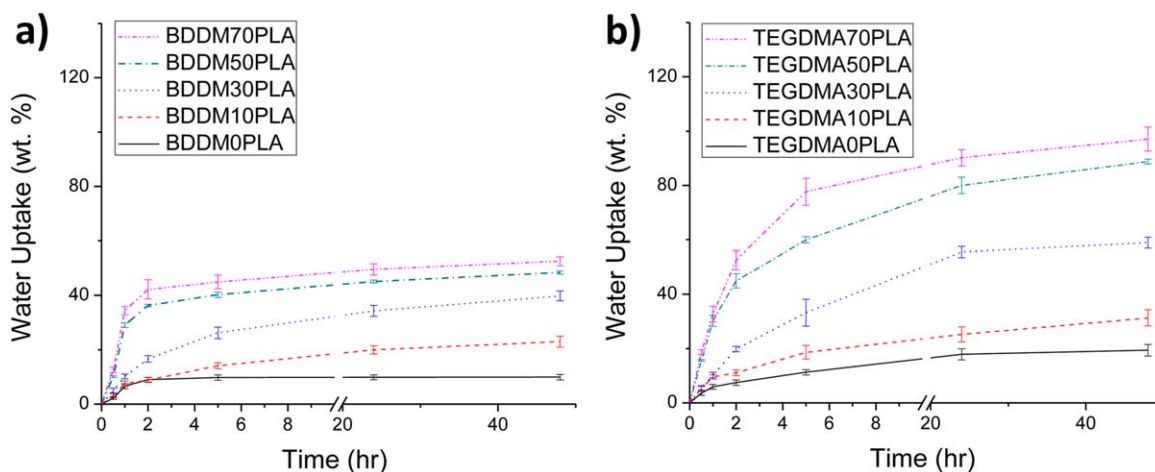 a)
BDDM70PLA
BDDM50PLA
BDDM30PLA
BDDM10PLA
BDDM0PLA
Water Uptake (wt. %)
120
80
40
0
0 2 4 6 8 20 40
Time (hr)
b)
TEGDMA70PLA
TEGDMA50PLA
TEGDMA30PLA
TEGDMA10PLA
TEGDMA0PLA
Water Uptake (wt. %)
120
80
40
0
0 2 4 6 8 20 40
Time (hr)